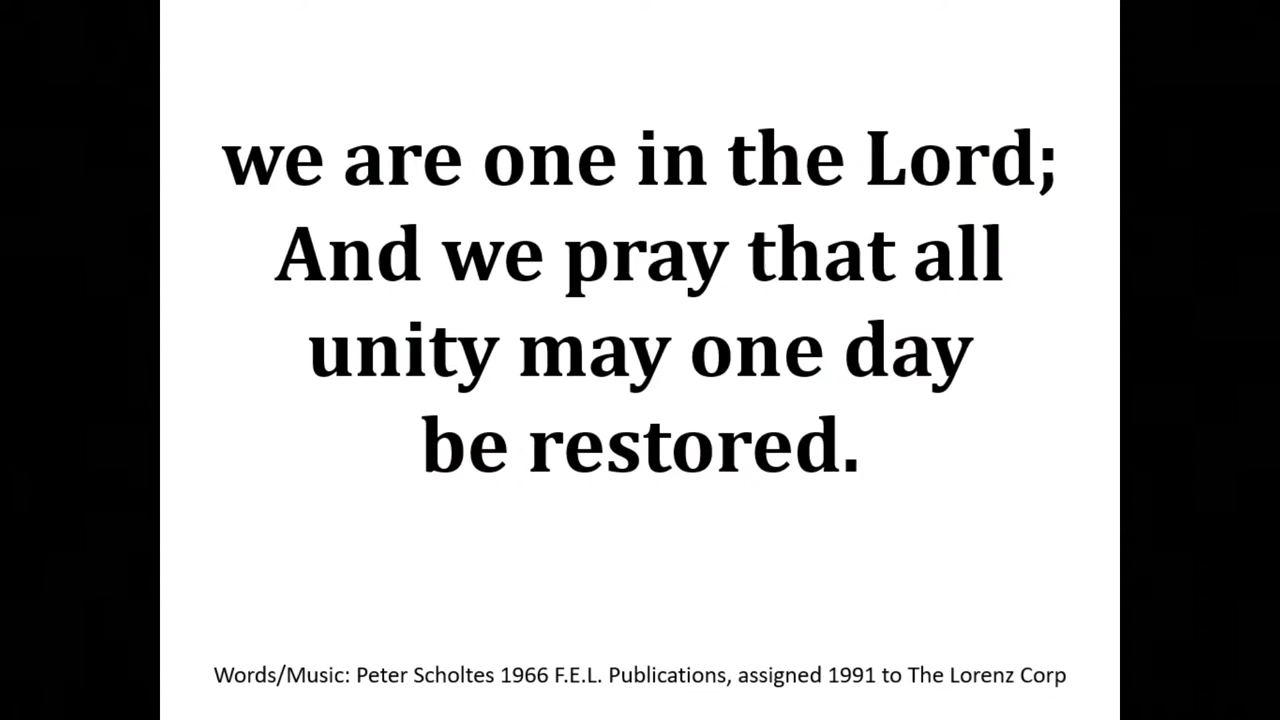 we are one in the Lord;
And we pray that all
unity may one day
be restored.
Words/Music: Peter Scholtes 1966 F.E.L. Publications, assigned 1991 to The Lorenz Corp